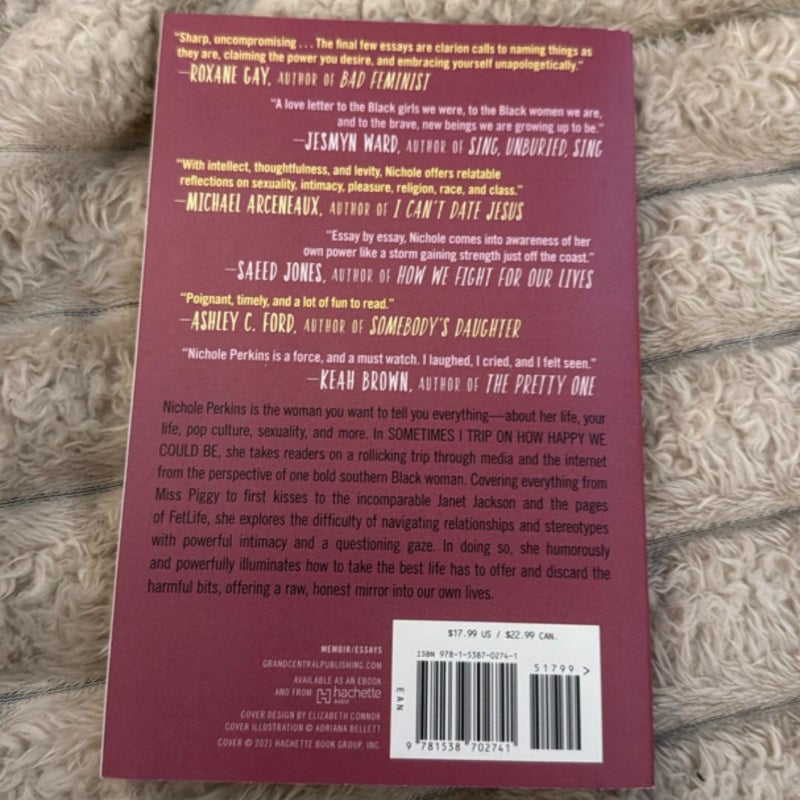 "Sharp, uncompromising . . . The final few essays are clarion calls to naming things as
they are, claiming the power you desire, and embracing yourself unapologetically."
—ROXANE GAY, AUTHOR OF BAD FEMINIST
"A love letter to the Black girls we were, to the Black women we are,
and to the brave, new beings we are growing up to be."
—JESMYN WARD, AUTHOR OF SING, UNBURIED, SING
"With intellect, thoughtfulness, and levity, Nichole offers relatable
reflections on sexuality, intimacy, pleasure, religion, race, and class."
—MICHAEL ARCENEAUX, AUTHOR OF I CAN'T DATE JESUS
"Essay by essay, Nichole comes into awareness of her
own power like a storm gaining strength just off the coast."
—SAEED JONES, AUTHOR OF HOW WE FIGHT FOR OUR LIVES
"Poignant, timely, and a lot of fun to read."
—ASHLEY C. FORD, AUTHOR OF SOMEBODY'S DAUGHTER
"Nichole Perkins is a force, and a must watch. I laughed, I cried, and I felt seen."
—KEAH BROWN, AUTHOR OF THE PRETTY ONE
Nichole Perkins is the woman you want to tell you everything—about her life, your
life, pop culture, sexuality, and more. In SOMETIMES I TRIP ON HOW HAPPY WE
COULD BE, she takes readers on a rollicking trip through media and the internet
from the perspective of one bold southern Black woman. Covering everything from
Miss Piggy to first kisses to the incomparable Janet Jackson and the pages
of FetLife, she explores the difficulty of navigating relationships and stereotypes
with powerful intimacy and a questioning gaze. In doing so, she humorously
and powerfully illuminates how to take the best life has to offer and discard the
harmful bits, offering a raw, honest mirror into our own lives.
MEMOIR/ESSAYS
GRANDCENTRALPUBLISHING.COM
AVAILABLE AS AN EBOOK
AND FROM hachette
AUDIO
COVER DESIGN BY ELIZABETH CONNOR
COVER ILLUSTRATION © ADRIANA BELLETT
COVER © 2021 HACHETTE BOOK GROUP, INC.
$17.99 US / $22.99 CAN.
ISBN 978-1-5387-0274-1
51799 >
EAN
9 781538 702741